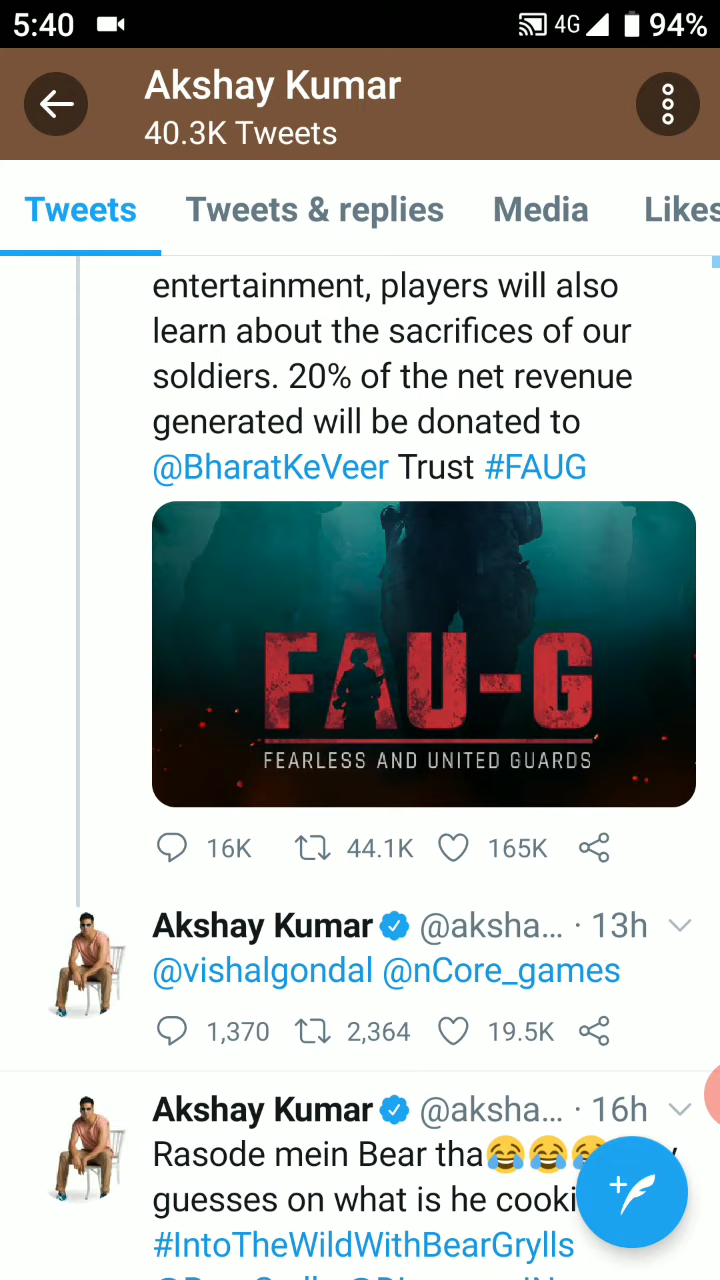 5:40 4G 94%
Akshay Kumar
40.3K Tweets
Tweets Tweets & replies Media Likes
entertainment, players will also
learn about the sacrifices of our
soldiers. 20% of the net revenue
generated will be donated to
@BharatKeVeer Trust #FAUG
FAU-G
FEARLESS AND UNITED GUARDS
16K 44.1K 165K
Akshay Kumar @aksha... · 13h
@vishalgondal @nCore_games
1,370 2,364 19.5K
Akshay Kumar @aksha... · 16h
Rasode mein Bear tha😂😂😂
guesses on what is he cooki
#IntoTheWildWithBearGrylls